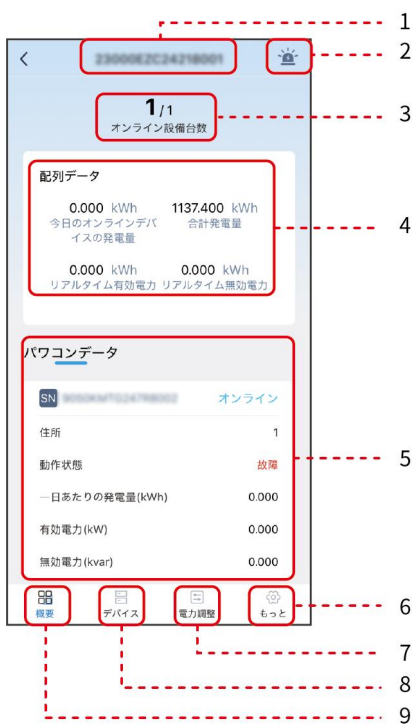 1
2
3
1/1
オンライン設備台数
配列データ
0.000 kWh 1137.400 kWh
今日のオンラインデバ 合計発電量
イスの発電量
4
0.000 kWh 0.000 kWh
リアルタイム有効電力 リアルタイム無効電力
パワコンデータ
SN オンライン
住所 1
動作状態 故障
5
一日あたりの発電量(kWh) 0.000
有効電力(kW) 0.000
無効電力(kvar) 0.000
概要 デバイス 電力調整 もっと
6
7
8
9